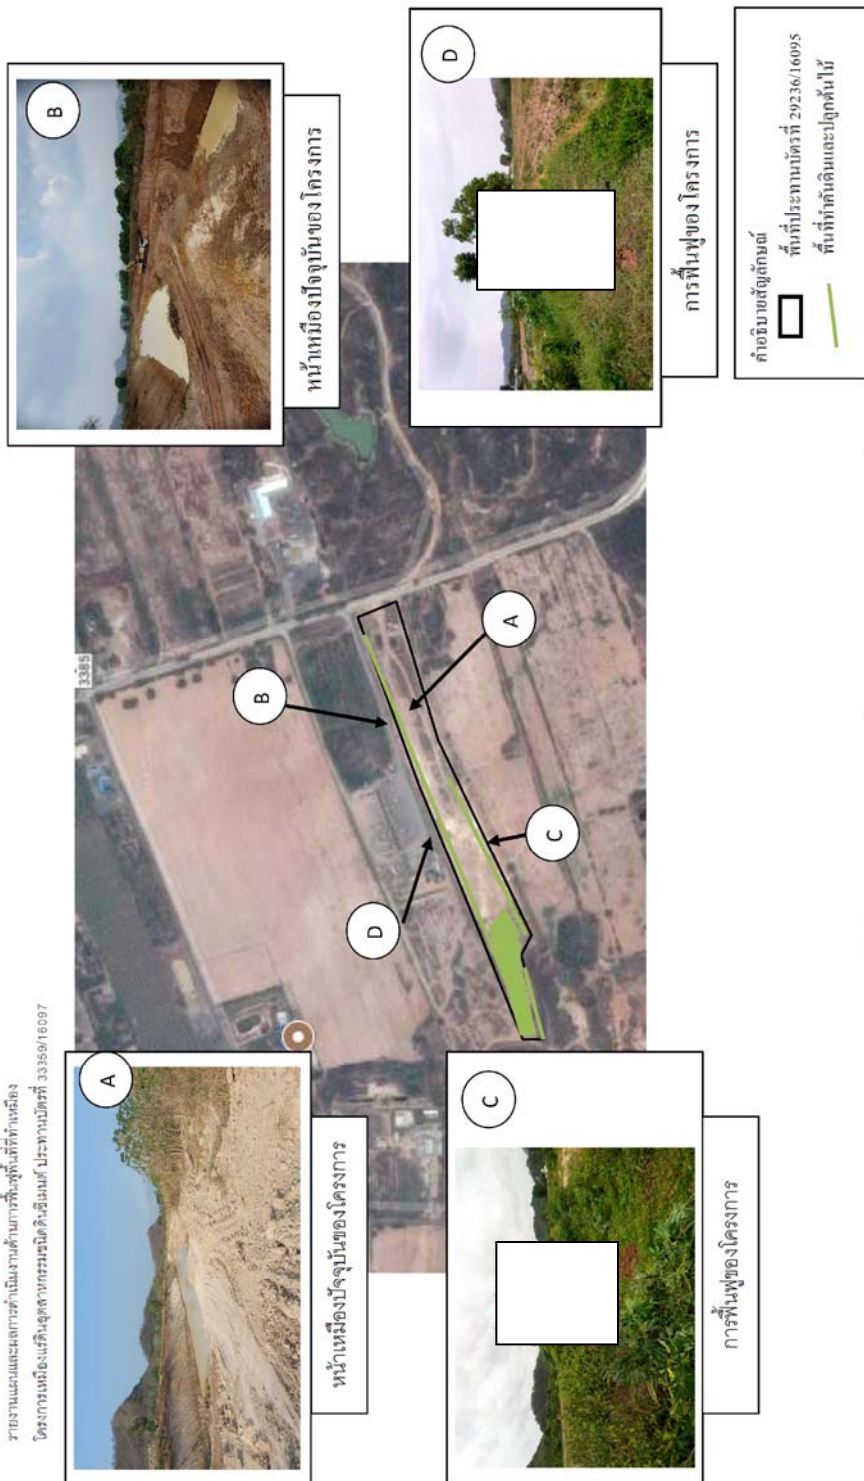 รายงานแผนและผลการดำเนินงานด้านการฟื้นฟูพื้นที่ที่ทำเหมือง
โครงการเหมืองแร่ดินอุตสาหกรรมชนิดดินซีเมนต์ ประทานบัตรที่ 33369/16097
A
หน้าเหมืองปัจจุบันของโครงการ
B
หน้าเหมืองปัจจุบันของโครงการ
3385
B
A
D
C
C
การฟื้นฟูของโครงการ
D
การฟื้นฟูของโครงการ
คำอธิบายสัญลักษณ์
พื้นที่ประทานบัตรที่ 29236/16095
พื้นที่ทำคันดินและปลูกต้นไม้